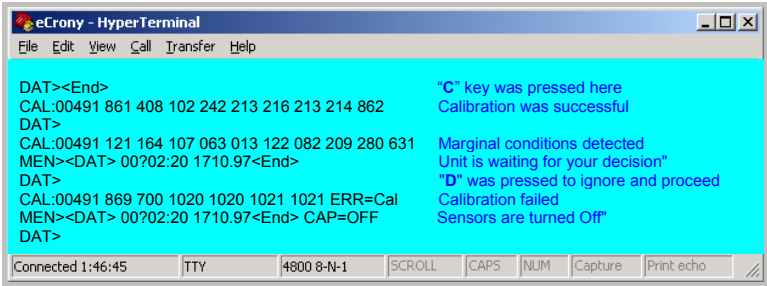 eCrony - HyperTerminal
File Edit View Call Transfer Help
DAT><End> "C" key was pressed here
CAL:00491 861 408 102 242 213 216 213 214 862 Calibration was successful
DAT>
CAL:00491 121 164 107 063 013 122 082 209 280 631 Marginal conditions detected
MEN><DAT> 00?02:20 1710.97<End> Unit is waiting for your decision"
DAT> "D" was pressed to ignore and proceed
CAL:00491 869 700 1020 1020 1021 1021 ERR=Cal Calibration failed
MEN><DAT> 00?02:20 1710.97<End> CAP=OFF Sensors are turned Off"
DAT>
Connected 1:46:45 TTY 4800 8-N-1 SCROLL CAPS NUM Capture Print echo